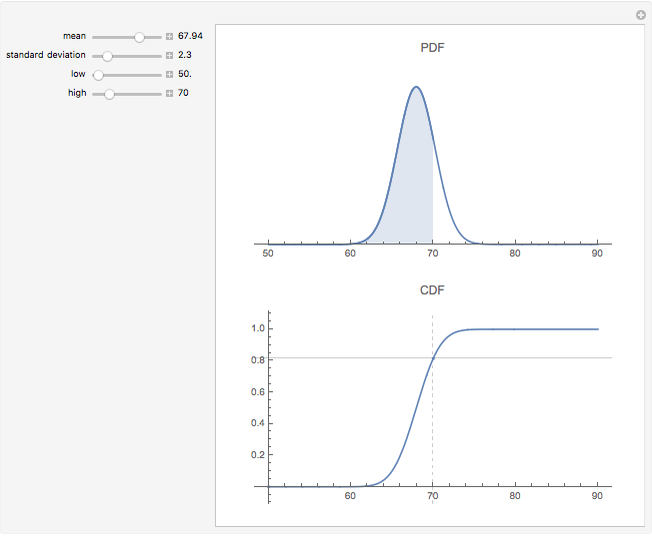 mean 67.94
standard deviation 2.3
low 50.
high 70
PDF
50 60 70 80 90
CDF
1.0
0.8
0.6
0.4
0.2
60 70 80 90